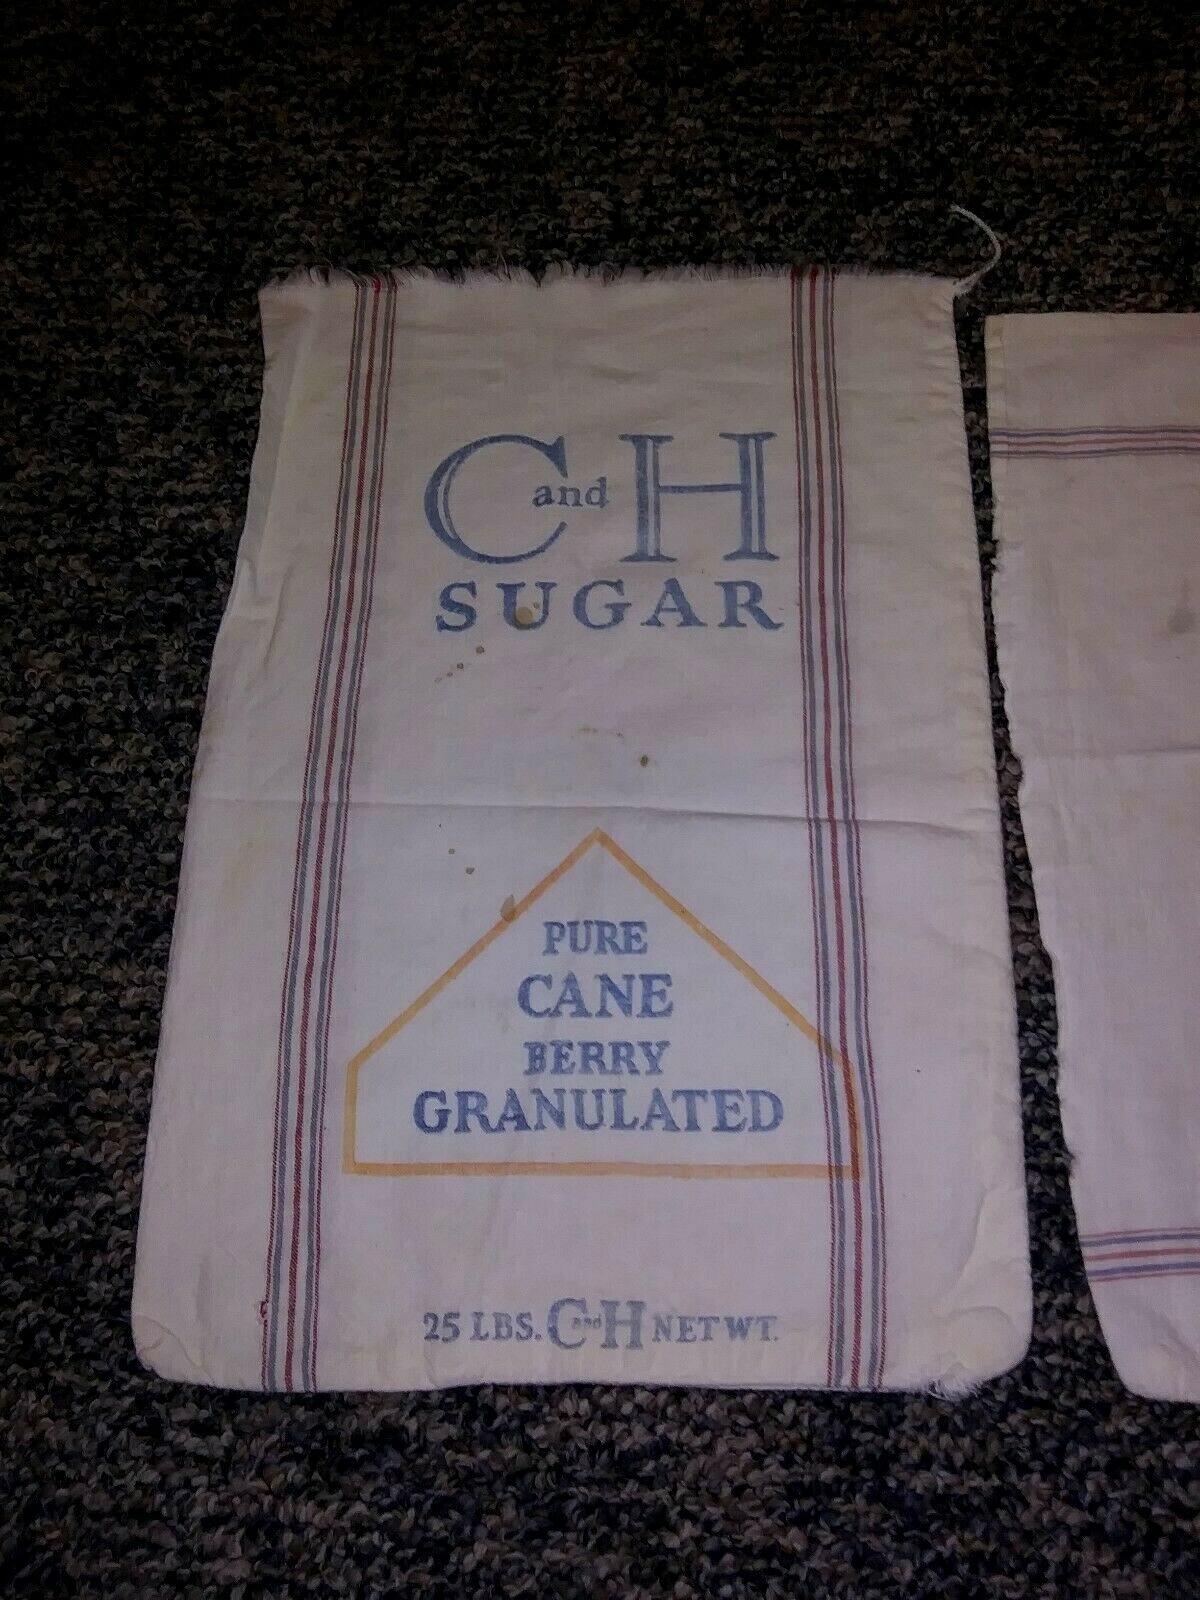 C and H
SUGAR
PURE
CANE
BERRY
GRANULATED
25 LBS. C and H NET WT.